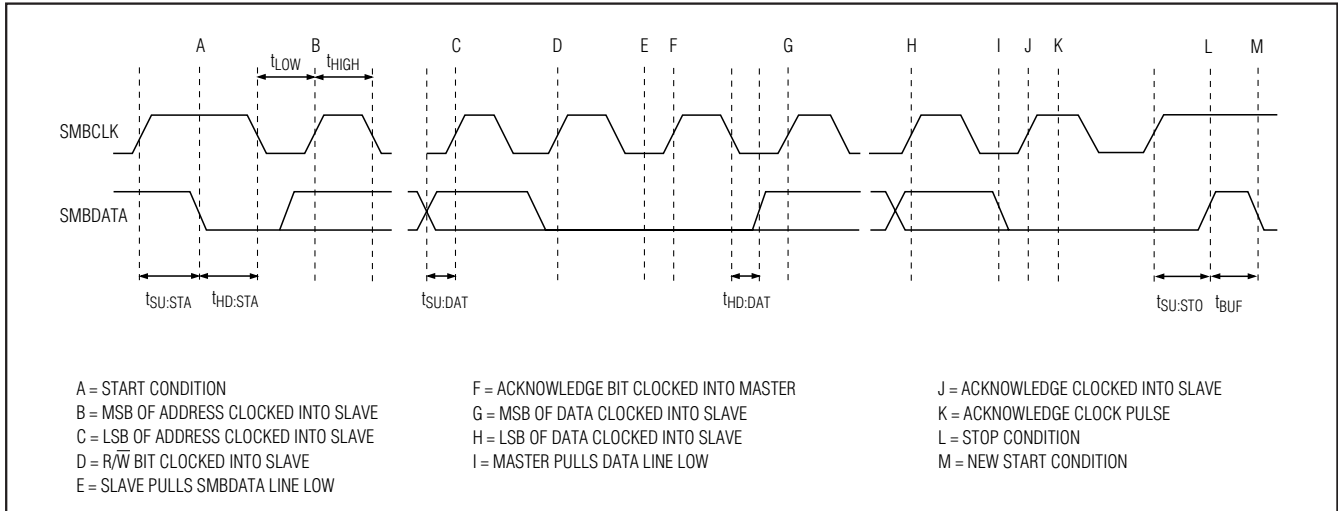 A B C D E F G H I J K L M
tLOW tHIGH
SMBCLK
SMBDATA
tSU:STA tHD:STA tSU:DAT tHD:DAT tSU:STO tBUF
A = START CONDITION
B = MSB OF ADDRESS CLOCKED INTO SLAVE
C = LSB OF ADDRESS CLOCKED INTO SLAVE
D = R/W̅ BIT CLOCKED INTO SLAVE
E = SLAVE PULLS SMBDATA LINE LOW
F = ACKNOWLEDGE BIT CLOCKED INTO MASTER
G = MSB OF DATA CLOCKED INTO SLAVE
H = LSB OF DATA CLOCKED INTO SLAVE
I = MASTER PULLS DATA LINE LOW
J = ACKNOWLEDGE CLOCKED INTO SLAVE
K = ACKNOWLEDGE CLOCK PULSE
L = STOP CONDITION
M = NEW START CONDITION